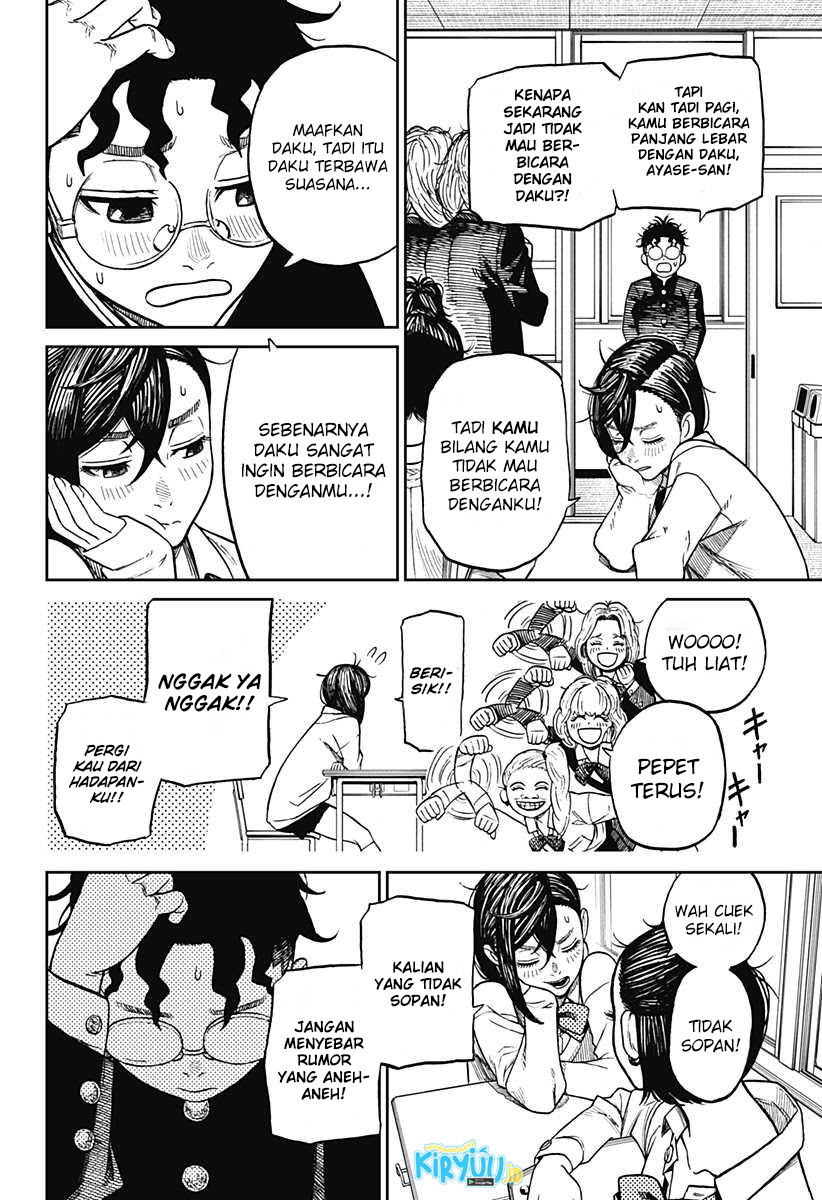 TAPI
KAN TADI PAGI,
KAMU BERBICARA
PANJANG LEBAR
DENGAN DAKU,
AYASE-SAN!
KENAPA
SEKARANG
JADI TIDAK
MAU BER-
BICARA
DENGAN
DAKU?!
TADI KAMU
BILANG KAMU
TIDAK MAU
BERBICARA
DENGANKU!
MAAFKAN
DAKU, TADI ITU
DAKU TERBAWA
SUASANA...
SEBENARNYA
DAKU SANGAT
INGIN BERBICARA
DENGANMU...!
WOOOO!
TUH LIAT!
PEPET
TERUS!
キャーキャー
BERI-
SIK!!
NGGAK YA
NGGAK!!
PERGI
KAU DARI
HADAPAN-
KU!!
WAH CUEK
SEKALI!
TIDAK
SOPAN!
KALIAN
YANG TIDAK
SOPAN!
JANGAN
MENYEBAR
RUMOR
YANG ANEH-
ANEH!
KIRYUU.ID